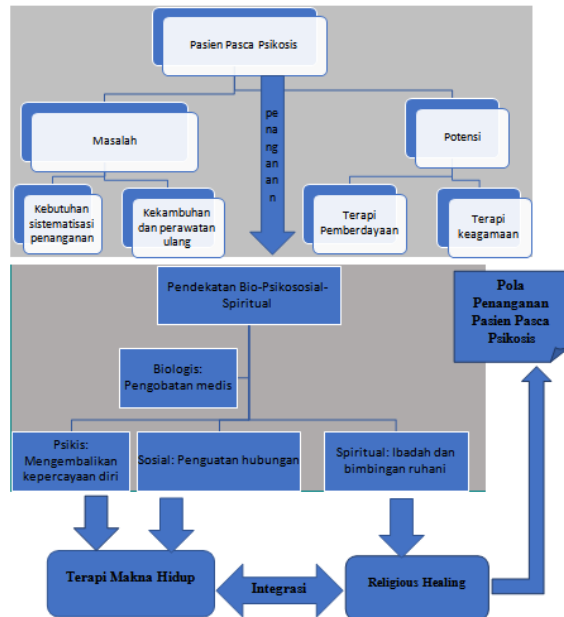 Pasien Pasca Psikosis
pe
na
ng
an
an
n
Masalah
Potensi
Kebutuhan
sistematisasi
penanganan
Kekambuhan
dan perawatan
ulang
Terapi
Pemberdayaan
Terapi
keagamaan
Pendekatan Bio-Psikososial-
Spiritual
Pola
Penanganan
Pasien Pasca
Psikosis
Biologis:
Pengobatan medis
Psikis:
Mengembalikan
kepercayaan diri
Sosial: Penguatan hubungan
Spiritual: Ibadah dan
bimbingan ruhani
Terapi Makna Hidup
Integrasi
Religious Healing